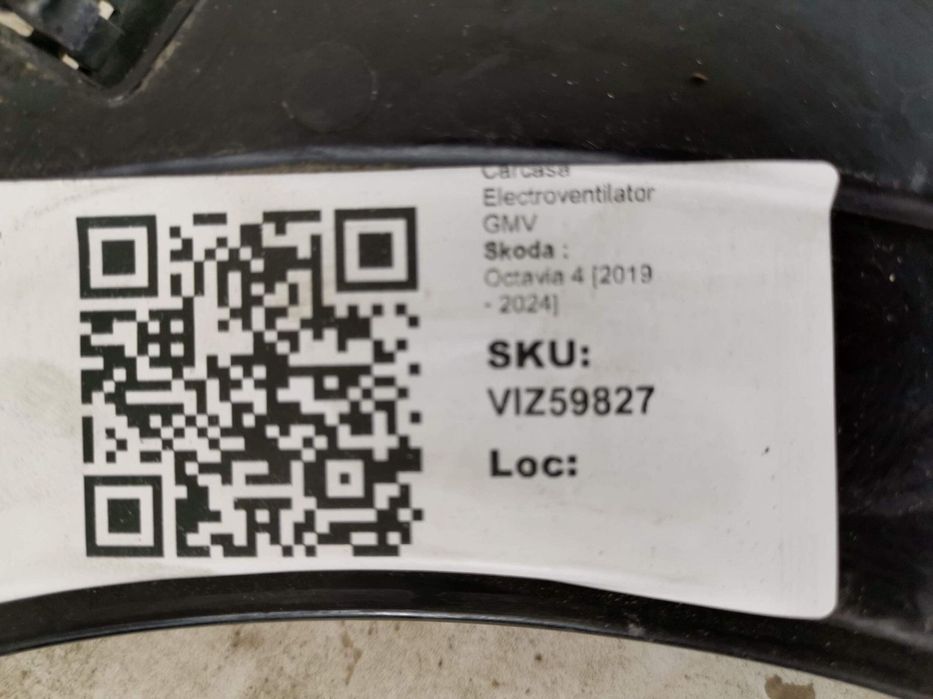 Carcasa
Electroventilator
GMV
Skoda :
Octavia 4 [2019
- 2024]
SKU:
VIZ59827
Loc: